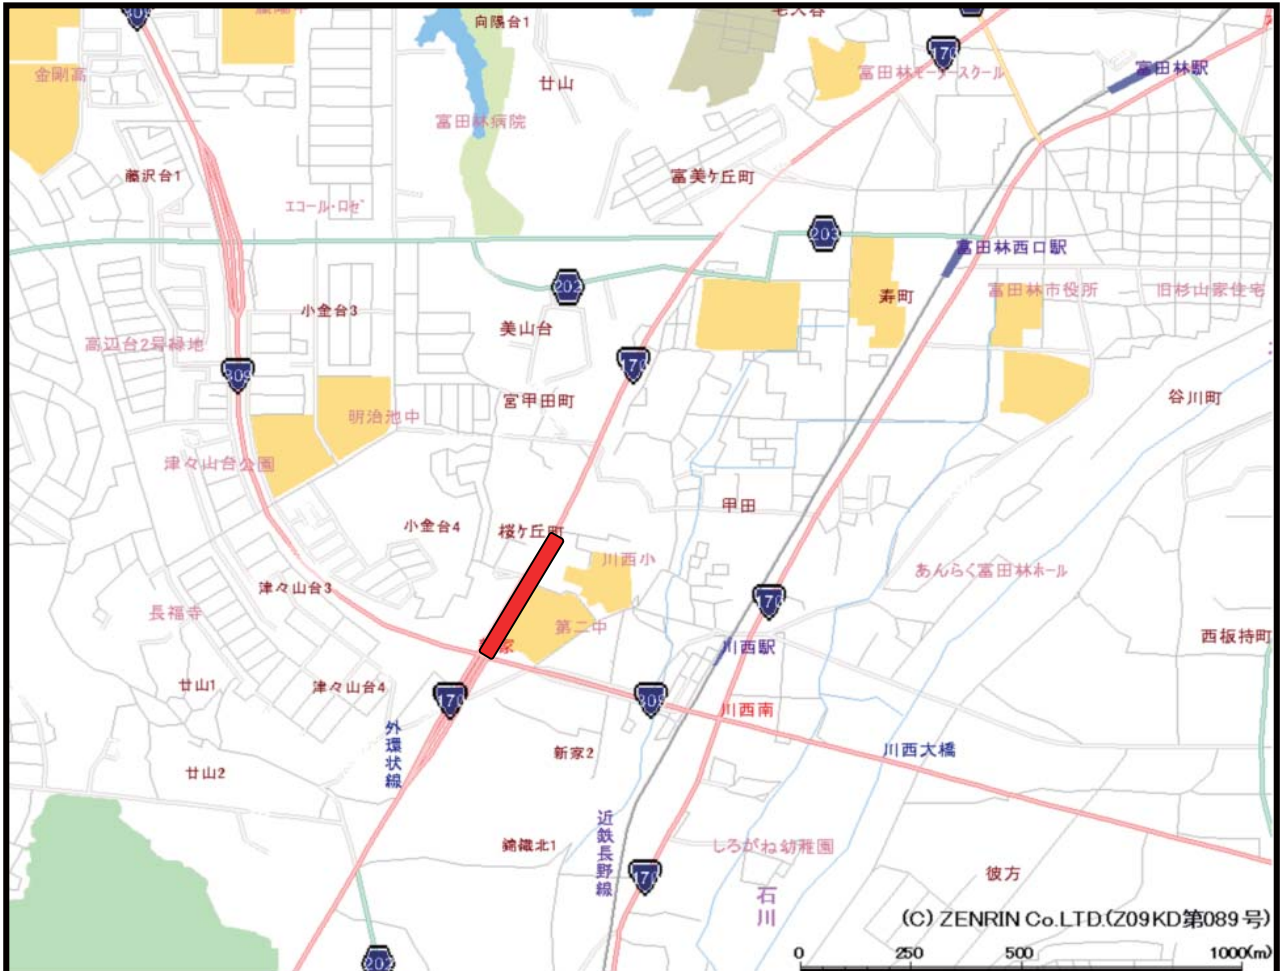 309
向陽台1
170
金剛高
廿山
富田林モータースクール
富田林駅
富田林病院
藤沢台1
富美ケ丘町
エコール・ロゼ
203
富田林西口駅
202
寿町
富田林市役所
旧杉山家住宅
小金台3
美山台
高辺台2号緑地
170
309
宮甲田町
谷川町
明治池中
津々山台公園
甲田
小金台4
桜ケ丘町
川西小
あんらく富田林ホール
津々山台3
170
長福寺
第二中
川西駅
西板持町
廿山1
津々山台4
170
309
川西南
外環状線
新家2
川西大橋
廿山2
近鉄長野線
錦織北1
しろがね幼稚園
170
彼方
石川
(C) ZENRIN Co.LTD.(Z09KD第089号)
202
0 250 500 1000(m)